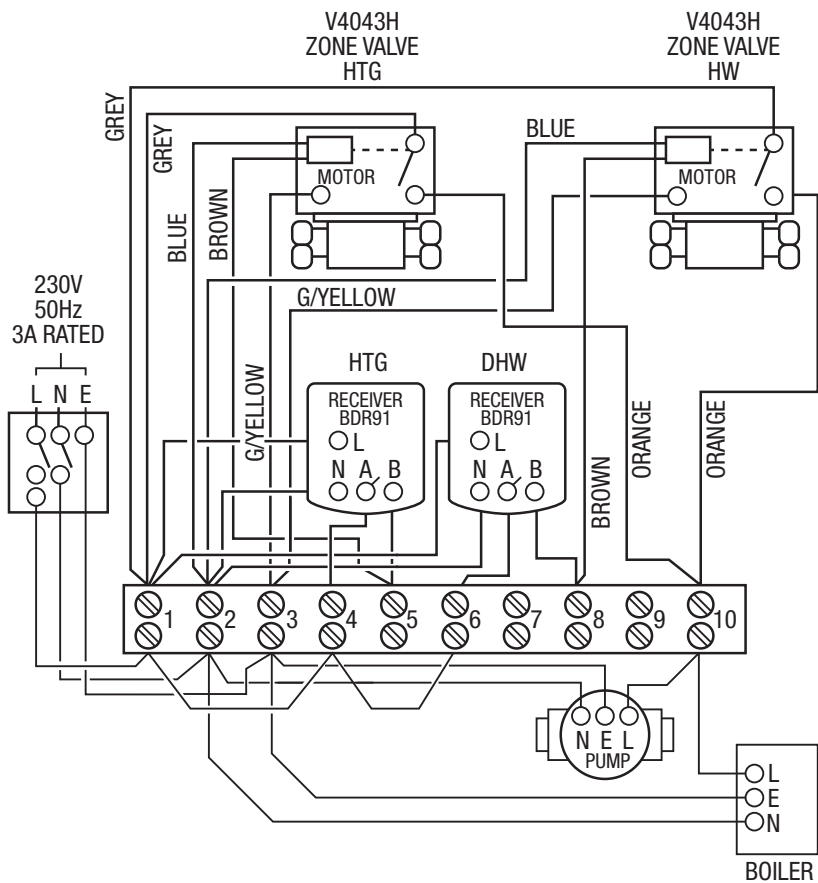 V4043H
ZONE VALVE
HTG
V4043H
ZONE VALVE
HW
GREY
GREY
BLUE
MOTOR
MOTOR
BLUE
BROWN
230V
50Hz
3A RATED
G/YELLOW
L N E
HTG
DHW
G/YELLOW
RECEIVER
BDR91
L
N A B
RECEIVER
BDR91
L
N A B
BROWN
ORANGE
ORANGE
1 2 3 4 5 6 7 8 9 10
N E L
PUMP
L
E
N
BOILER